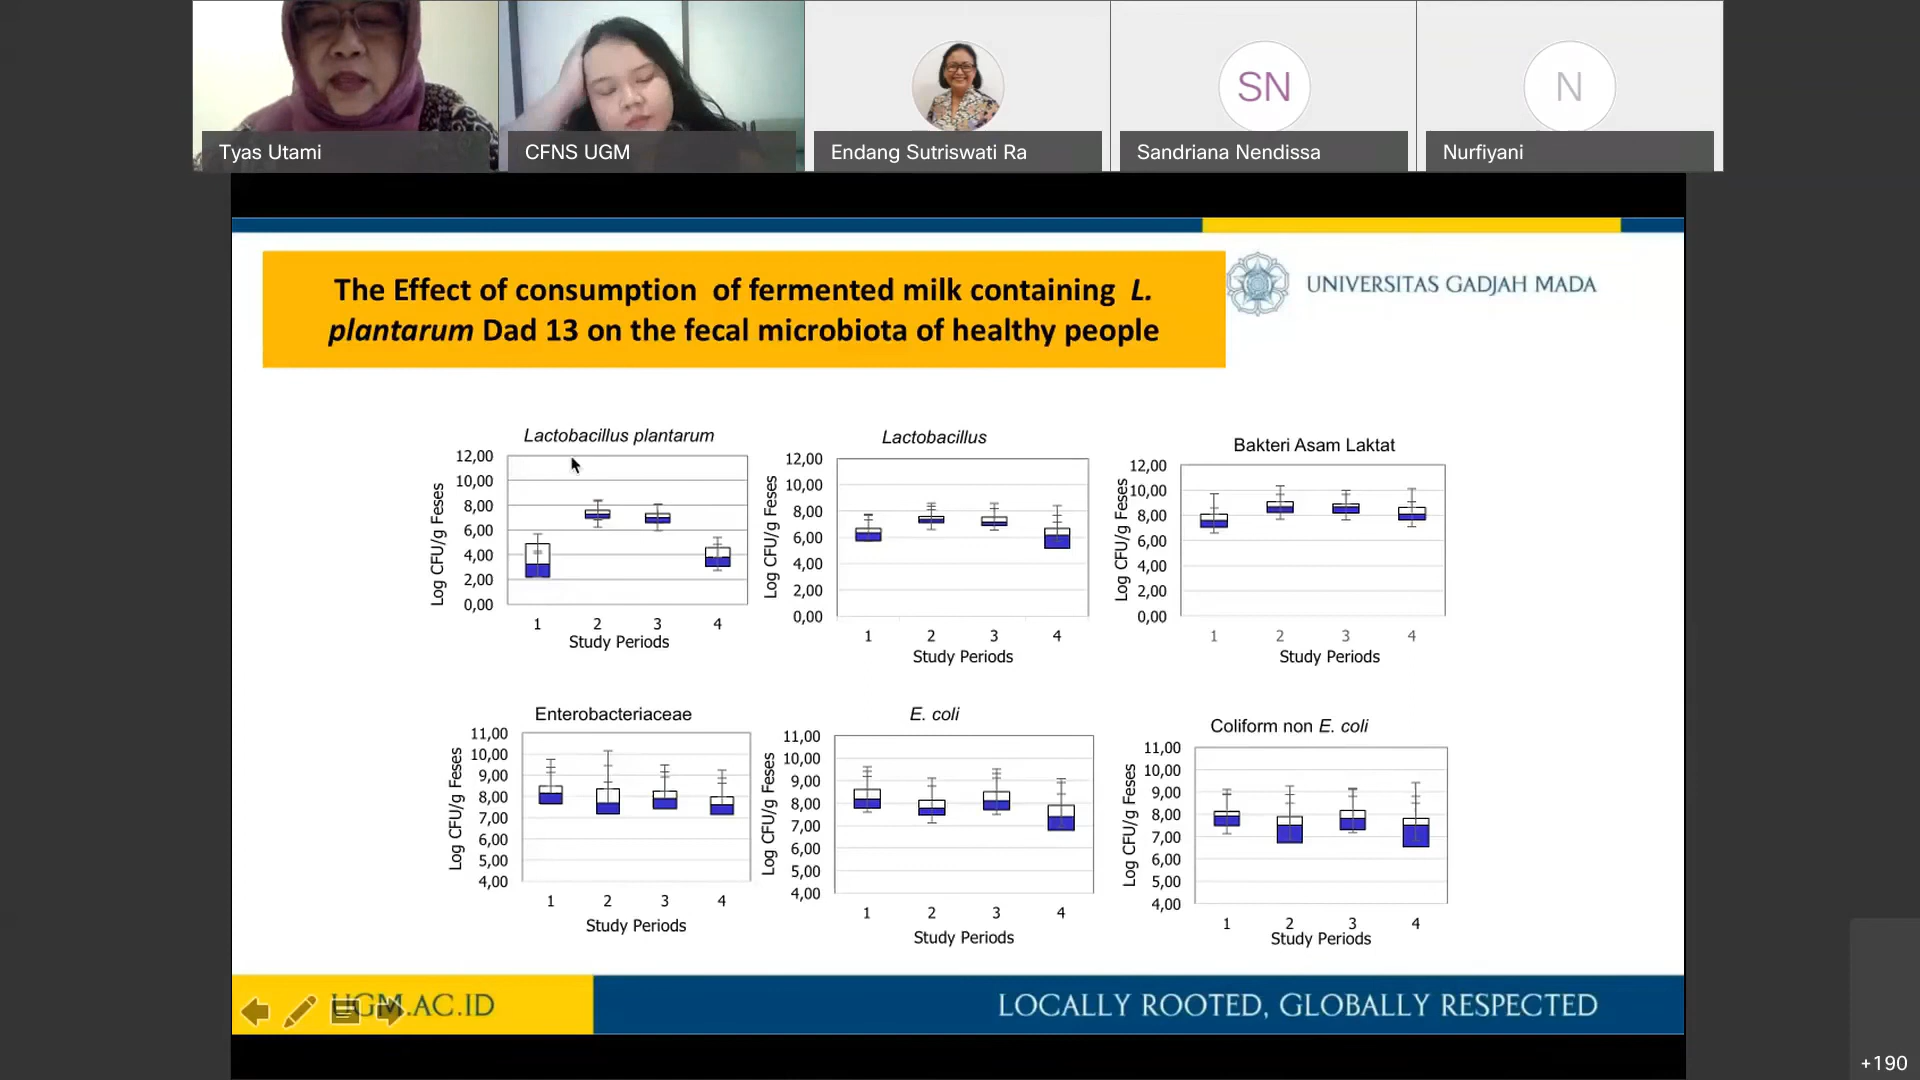 SN
N
Tyas Utami
CFNS UGM
Endang Sutriswati Ra
Sandriana Nendissa
Nurfiyani
The Effect of consumption of fermented milk containing L.
plantarum Dad 13 on the fecal microbiota of healthy people
UNIVERSITAS GADJAH MADA
Lactobacillus plantarum
Log CFU/g Feses
12,00
10,00
8,00
6,00
4,00
2,00
0,00
1 2 3 4
Study Periods
Lactobacillus
Log CFU/g Feses
12,00
10,00
8,00
6,00
4,00
2,00
0,00
1 2 3 4
Study Periods
Bakteri Asam Laktat
Log CFU/g Feses
12,00
10,00
8,00
6,00
4,00
2,00
0,00
1 2 3 4
Study Periods
Enterobacteriaceae
Log CFU/g Feses
11,00
10,00
9,00
8,00
7,00
6,00
5,00
4,00
1 2 3 4
Study Periods
E. coli
Log CFU/g Feses
11,00
10,00
9,00
8,00
7,00
6,00
5,00
4,00
1 2 3 4
Study Periods
Coliform non E. coli
Log CFU/g Feses
11,00
10,00
9,00
8,00
7,00
6,00
5,00
4,00
1 2 3 4
Study Periods
UGM.AC.ID
LOCALLY ROOTED, GLOBALLY RESPECTED
+190